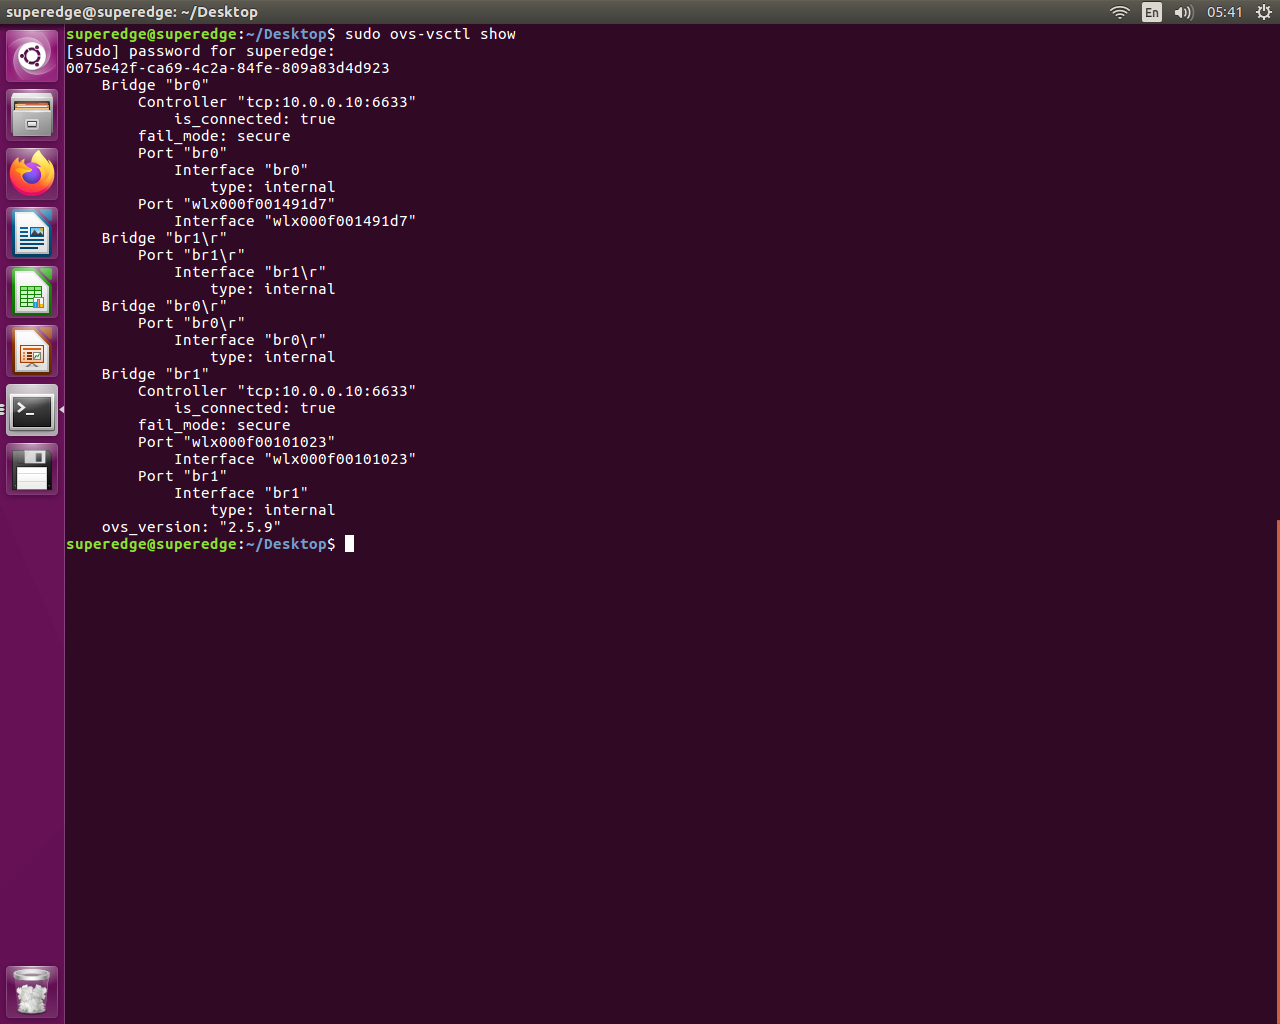 superedge@superedge: ~/Desktop
En
05:41
superedge@superedge:~/Desktop$ sudo ovs-vsctl show
[sudo] password for superedge:
0075e42f-ca69-4c2a-84fe-809a83d4d923
    Bridge "br0"
        Controller "tcp:10.0.0.10:6633"
            is_connected: true
        fail_mode: secure
        Port "br0"
            Interface "br0"
                type: internal
        Port "wlx000f001491d7"
            Interface "wlx000f001491d7"
    Bridge "br1\r"
        Port "br1\r"
            Interface "br1\r"
                type: internal
    Bridge "br0\r"
        Port "br0\r"
            Interface "br0\r"
                type: internal
    Bridge "br1"
        Controller "tcp:10.0.0.10:6633"
            is_connected: true
        fail_mode: secure
        Port "wlx000f00101023"
            Interface "wlx000f00101023"
        Port "br1"
            Interface "br1"
                type: internal
    ovs_version: "2.5.9"
superedge@superedge:~/Desktop$